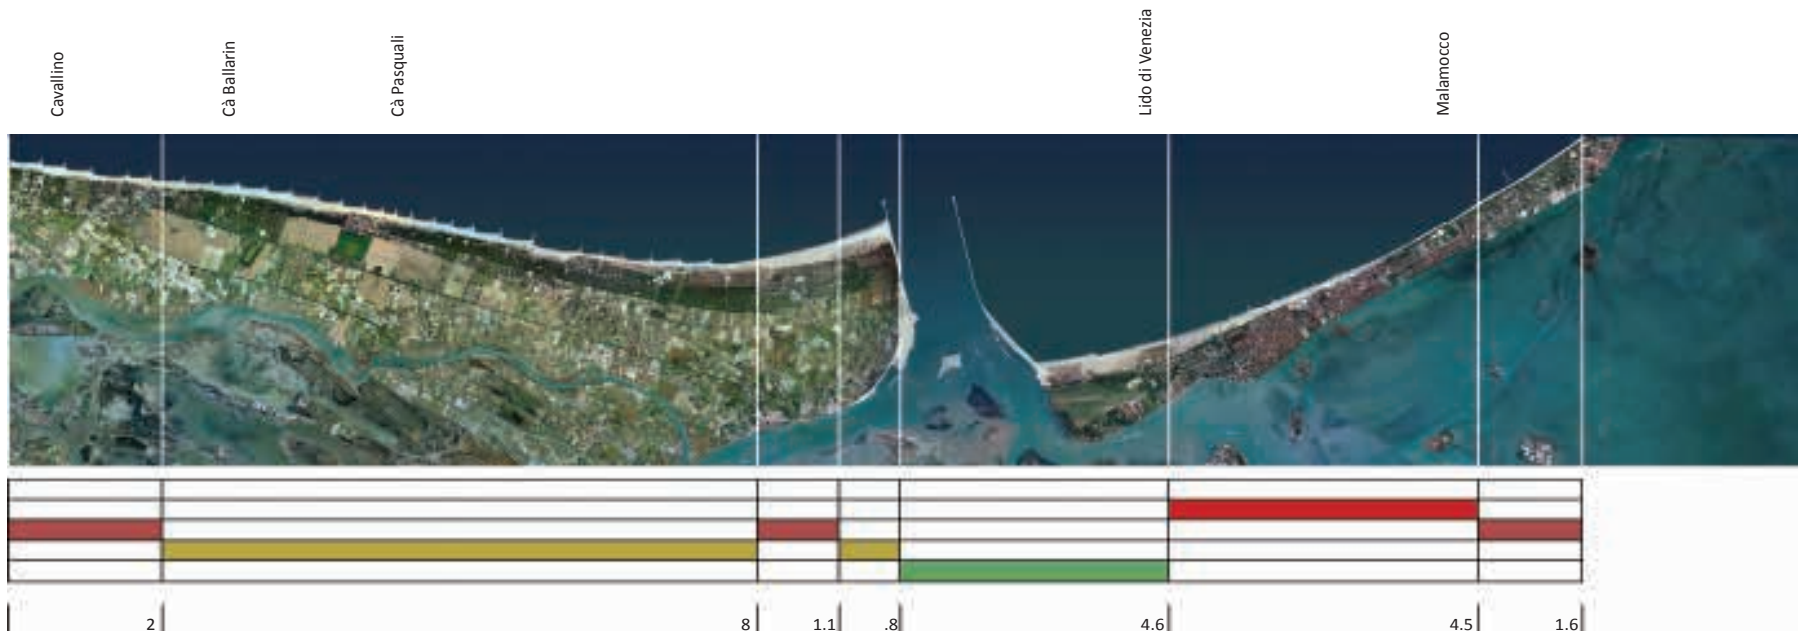 Cavallino
Cà Ballarin
Cà Pasquali
Lido di Venezia
Malamocco
2
8
1.1
.8
4.6
4.5
1.6